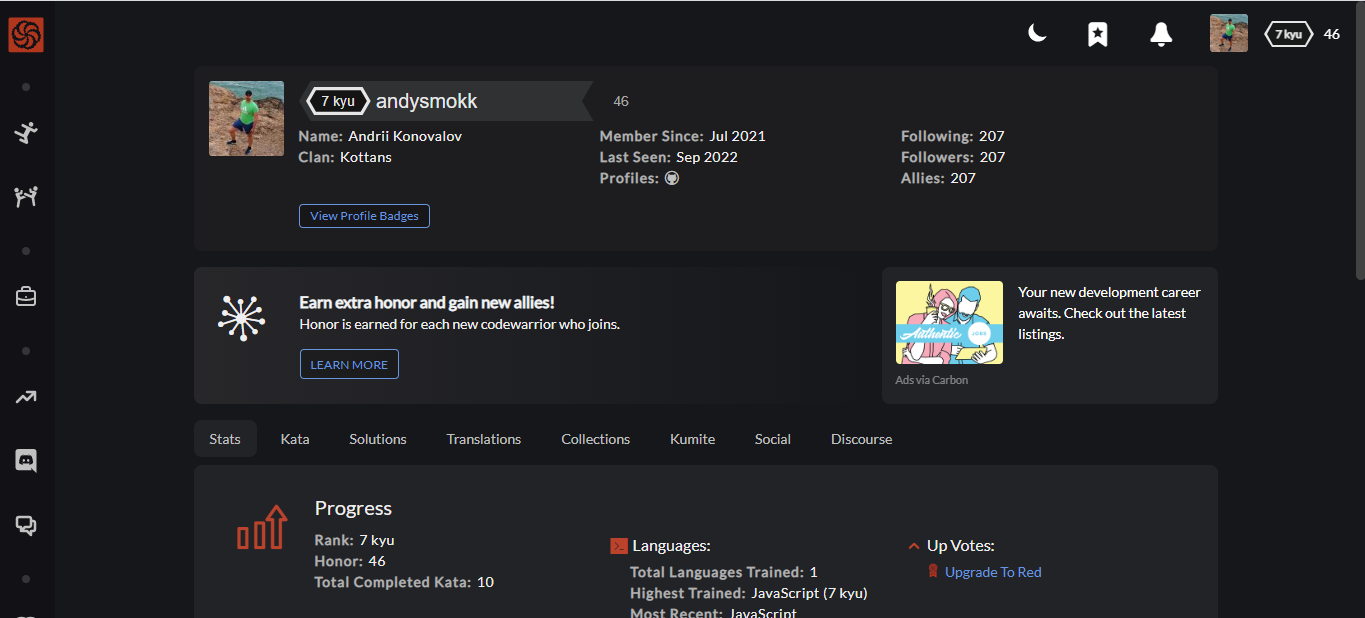 7 kyu 46
7 kyu andysmokk 46
Name: Andrii Konovalov
Clan: Kottans
Member Since: Jul 2021
Last Seen: Sep 2022
Profiles:
Following: 207
Followers: 207
Allies: 207
View Profile Badges
Earn extra honor and gain new allies!
Honor is earned for each new codewarrior who joins.
LEARN MORE
Authentic JOBS
Your new development career
awaits. Check out the latest
listings.
Ads via Carbon
Stats Kata Solutions Translations Collections Kumite Social Discourse
Progress
Rank: 7 kyu
Honor: 46
Total Completed Kata: 10
Languages:
Total Languages Trained: 1
Highest Trained: JavaScript (7 kyu)
Most Recent: JavaScript
Up Votes:
Upgrade To Red